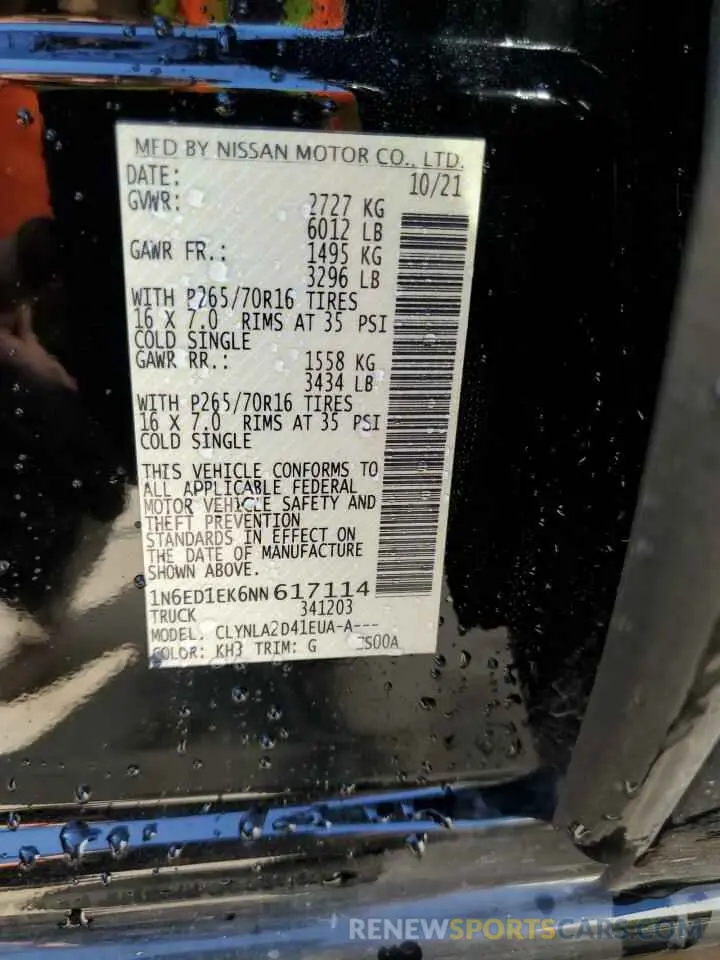 MFD BY NISSAN MOTOR CO., LTD.
DATE: 10/21
GVWR: 2727 KG
6012 LB
GAWR FR.: 1495 KG
3296 LB
WITH P265/70R16 TIRES
16 X 7.0 RIMS AT 35 PSI
COLD SINGLE
GAWR RR.: 1558 KG
3434 LB
WITH P265/70R16 TIRES
16 X 7.0 RIMS AT 35 PSI
COLD SINGLE
THIS VEHICLE CONFORMS TO
ALL APPLICABLE FEDERAL
MOTOR VEHICLE SAFETY AND
THEFT PREVENTION
STANDARDS IN EFFECT ON
THE DATE OF MANUFACTURE
SHOWN ABOVE.
1N6ED1EK6NN617114
TRUCK 341203
MODEL: CLYNLA2D41EUA-A---
COLOR: KH3 TRIM: G
RENEWSPORTSCARS.COM